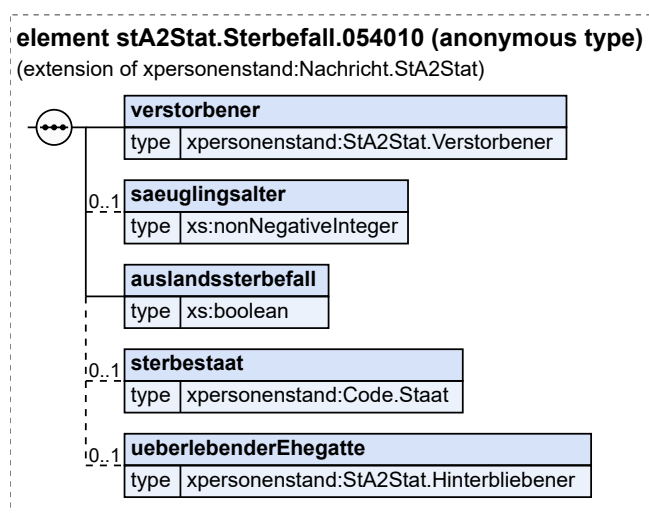 element stA2Stat.Sterbefall.054010 (anonymous type)
(extension of xpersonenstand:Nachricht.StA2Stat)
verstorbener
type xpersonenstand:StA2Stat.Verstorbener
0..1 saeuglingsalter
type xs:nonNegativeInteger
auslandssterbefall
type xs:boolean
0..1 sterbestaat
type xpersonenstand:Code.Staat
0..1 ueberlebenderEhegatte
type xpersonenstand:StA2Stat.Hinterbliebener